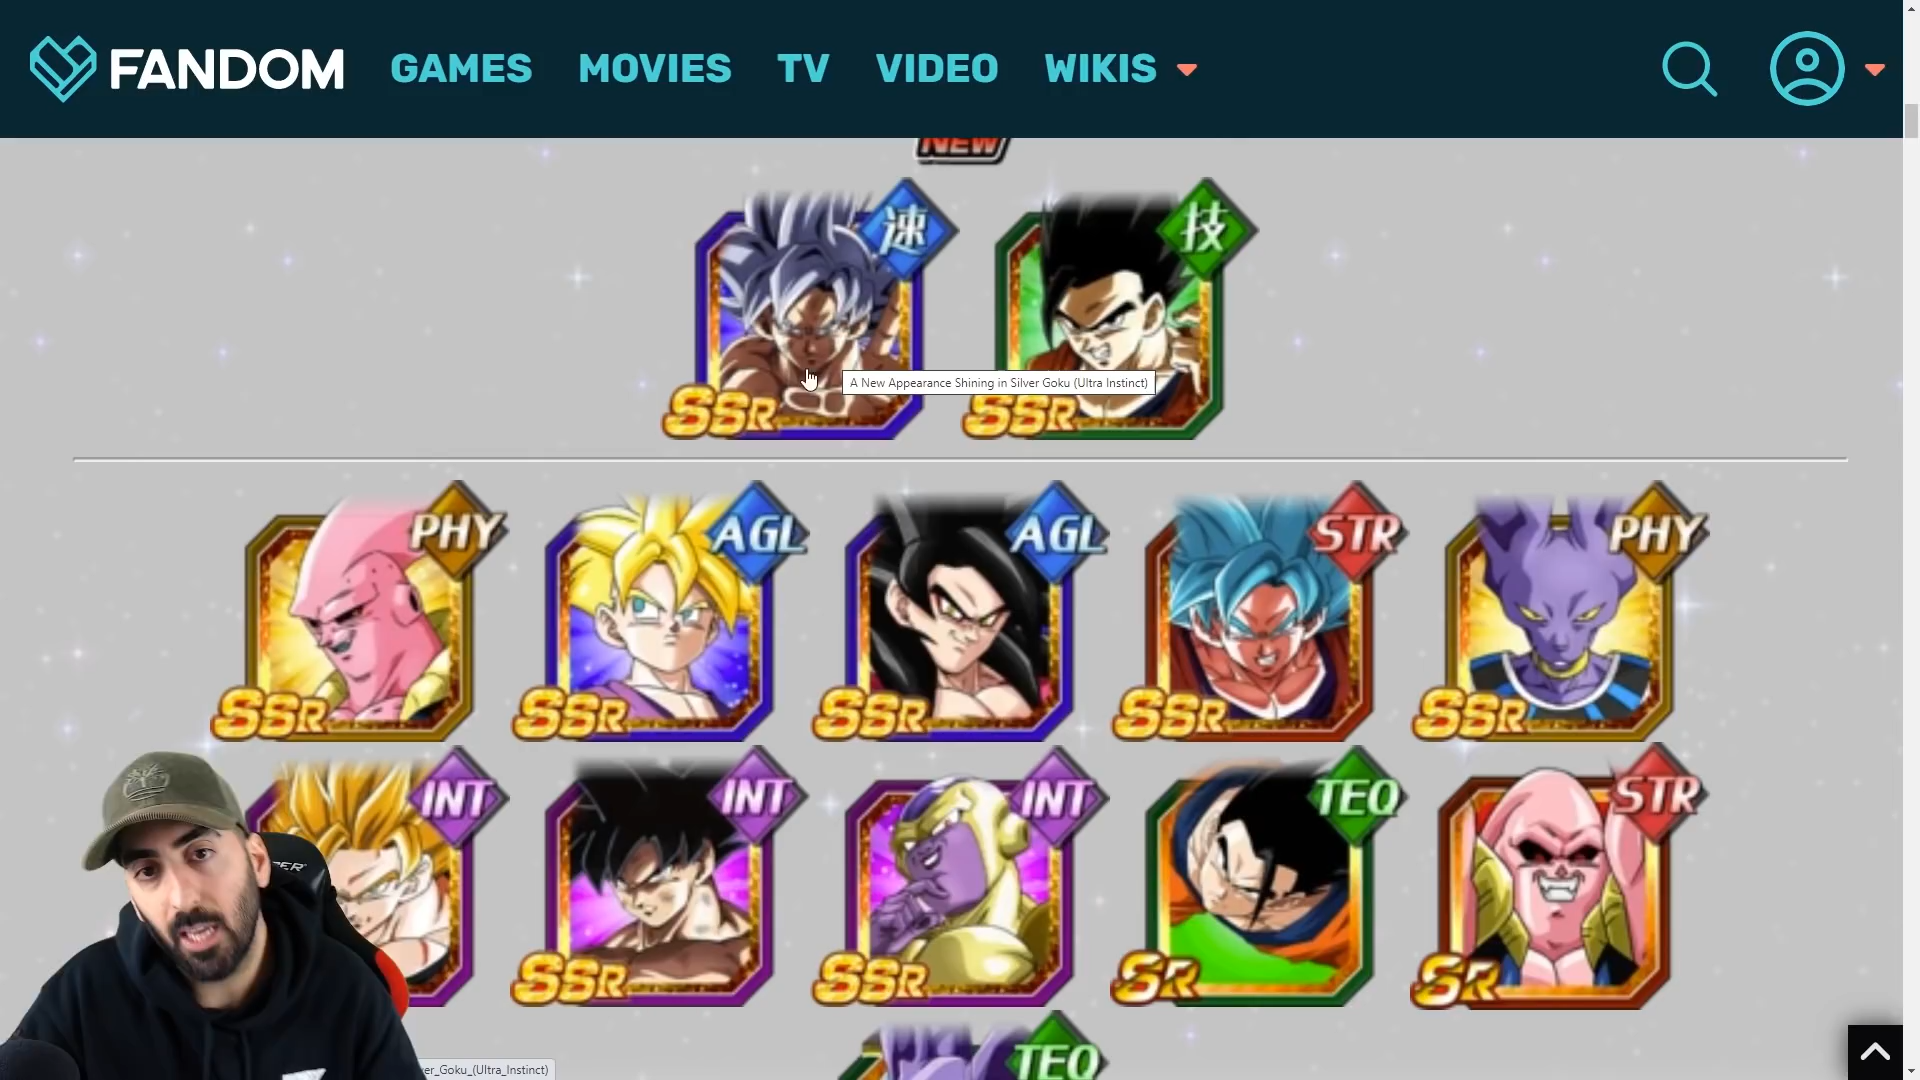 FANDOM GAMES MOVIES TV VIDEO WIKIS
NEW
速 技
A New Appearance Shining in Silver Goku (Ultra Instinct)
SSR SSR
PHY AGL AGL STR PHY
SSR SSR SSR SSR SSR
INT INT INT TEQ STR
SSR SSR SR SR
TEQ
er_Goku_(Ultra_Instinct)